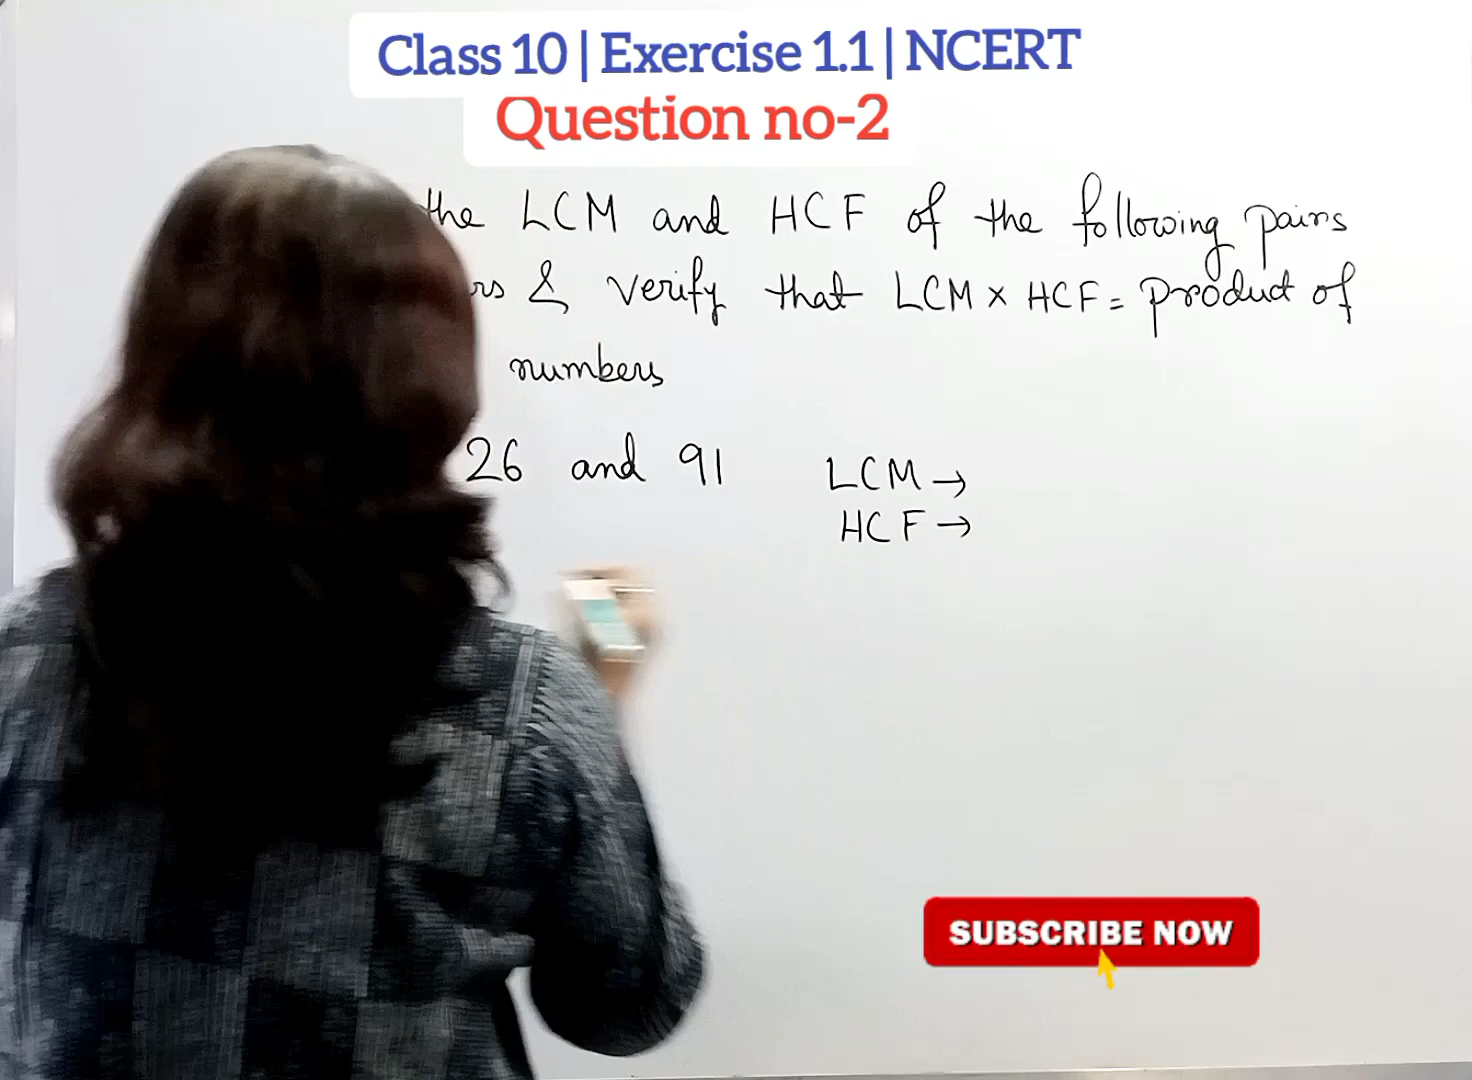 Class 10 | Exercise 1.1 | NCERT
Question no-2
the LCM and HCF of the following pairs
& verify that LCM × HCF = product of
numbers
26 and 91
LCM →
HCF →
SUBSCRIBE NOW